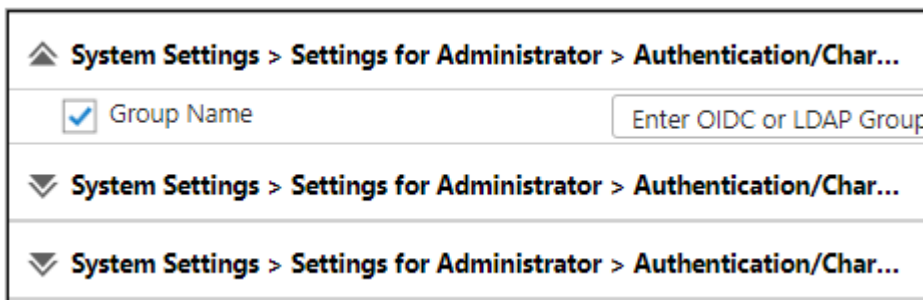 System Settings > Settings for Administrator > Authentication/Char...
Group Name
Enter OIDC or LDAP Group
System Settings > Settings for Administrator > Authentication/Char...
System Settings > Settings for Administrator > Authentication/Char...